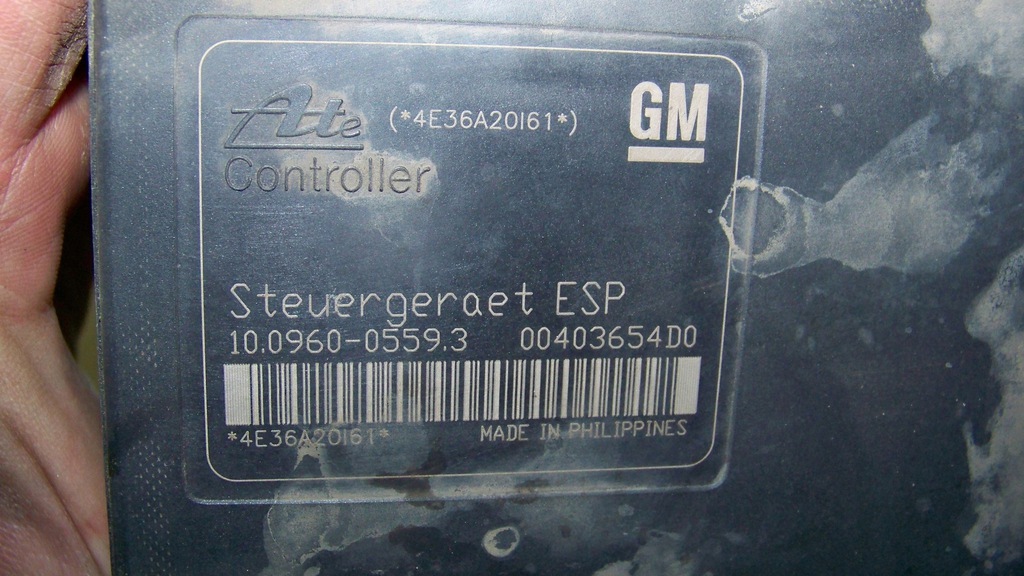 Ate (*4E36A20I61*) GM
Controller
Steuergeraet ESP
10.0960-0559.3 00403654D0
*4E36A20I61* MADE IN PHILIPPINES